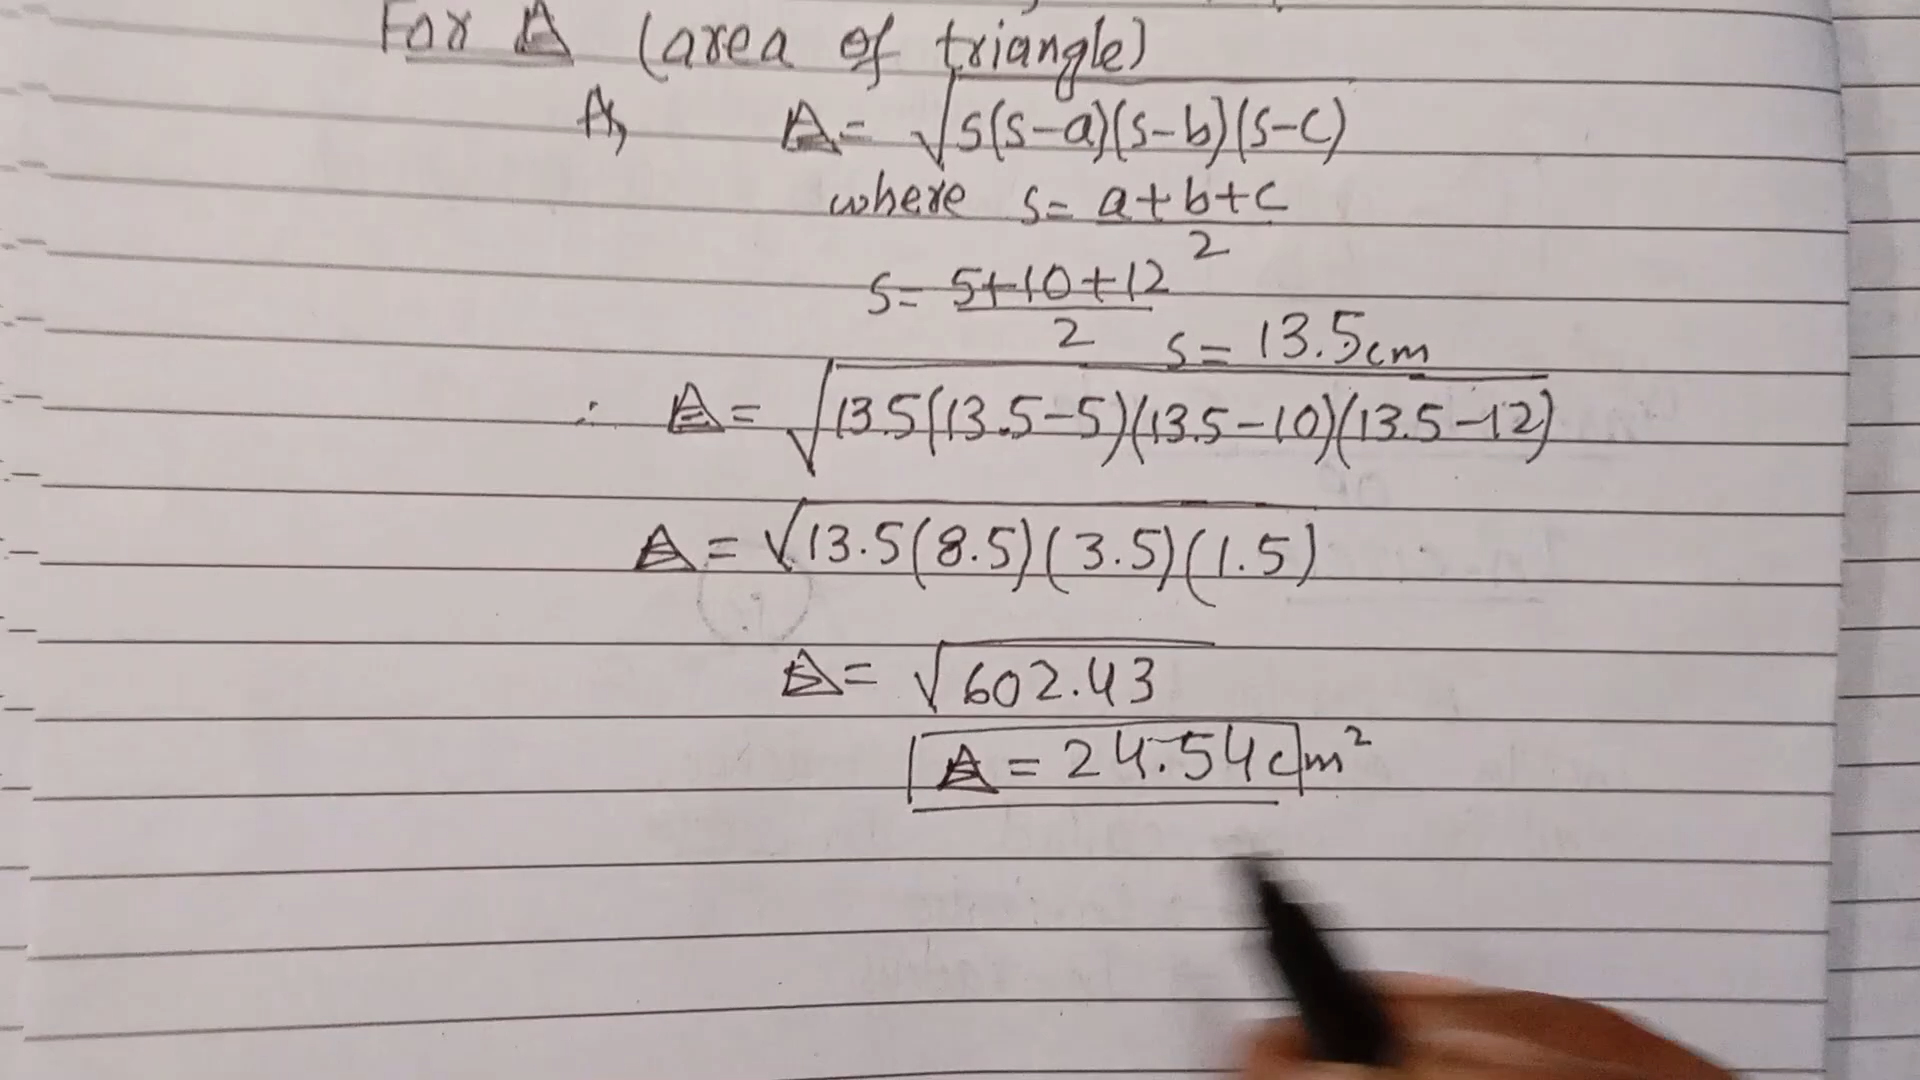 For Δ (area of triangle)
As, Δ = √s(s-a)(s-b)(s-c)
where s = a+b+c
2
s = 5+10+12
2
s = 13.5cm
∴ Δ = √13.5(13.5-5)(13.5-10)(13.5-12)
Δ = √13.5(8.5)(3.5)(1.5)
Δ = √602.43
Δ = 24.54cm²